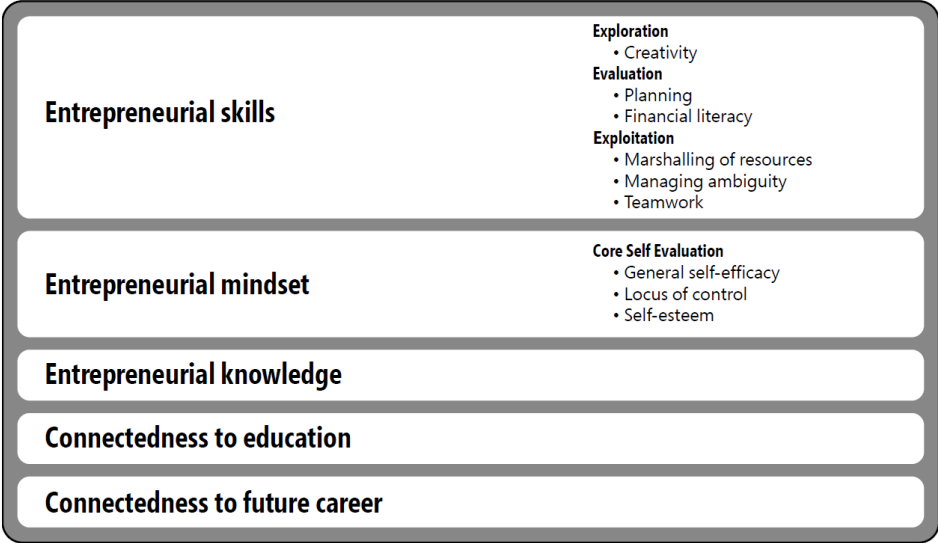 Entrepreneurial skills
Exploration
• Creativity
Evaluation
• Planning
• Financial literacy
Exploitation
• Marshalling of resources
• Managing ambiguity
• Teamwork
Entrepreneurial mindset
Core Self Evaluation
• General self-efficacy
• Locus of control
• Self-esteem
Entrepreneurial knowledge
Connectedness to education
Connectedness to future career